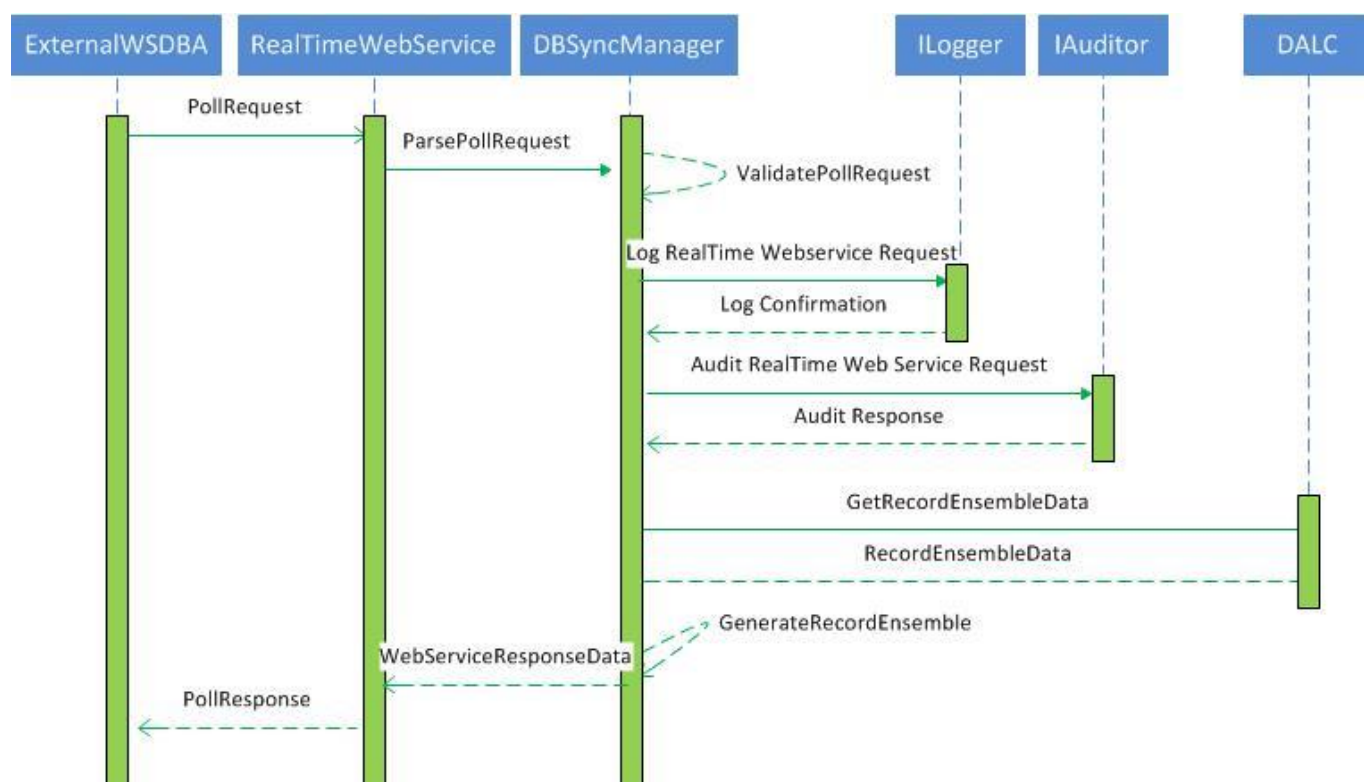 ExternalWSDBA
RealTimeWebService
DBSyncManager
ILogger
IAuditor
DALC
PollRequest
ParsePollRequest
ValidatePollRequest
Log RealTime Webservice Request
Log Confirmation
Audit RealTime Web Service Request
Audit Response
GetRecordEnsembleData
RecordEnsembleData
GenerateRecordEnsemble
WebServiceResponseData
PollResponse